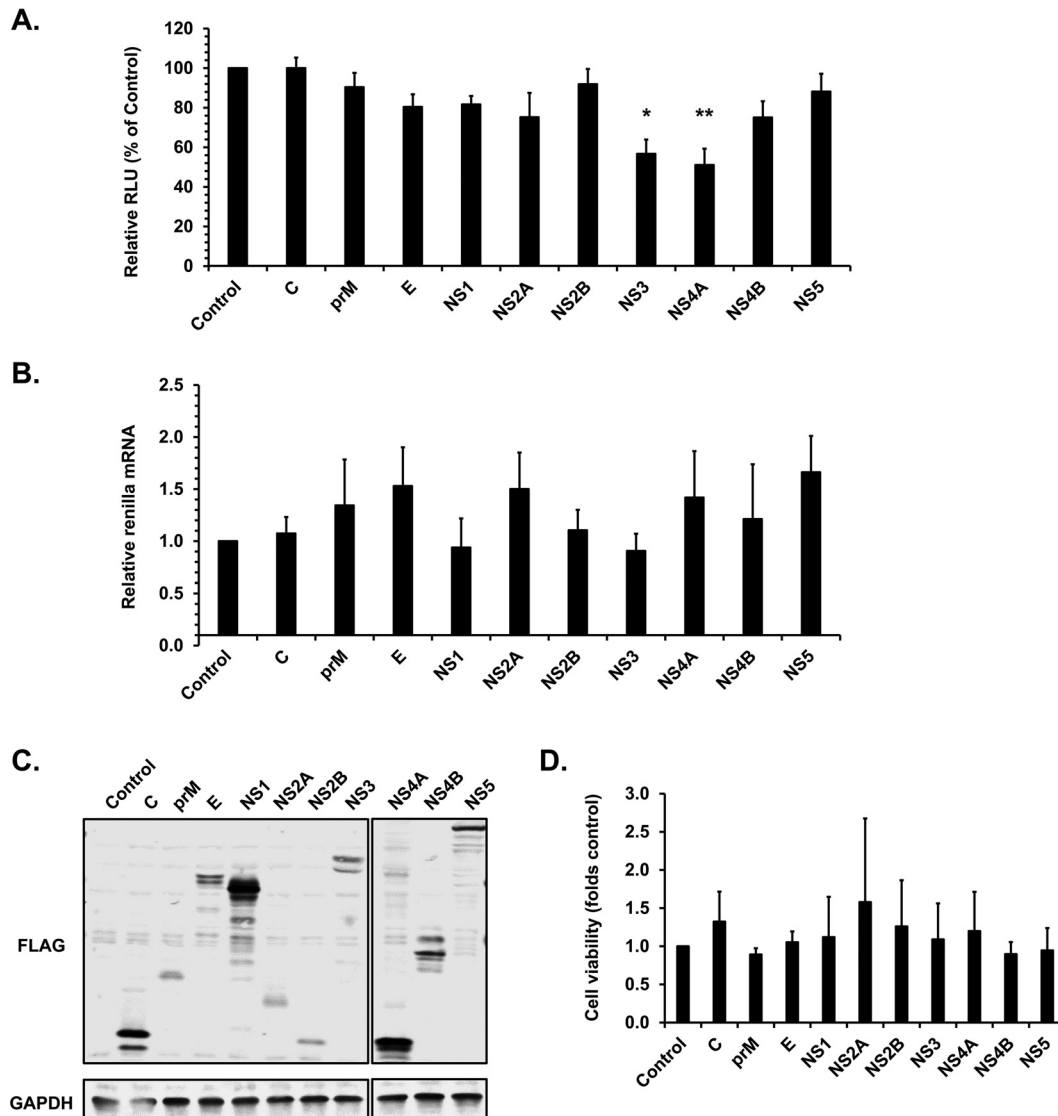 A.
Relative RLU (% of Control)
120
100
80
60
40
20
0
* **
Control C prM E NS1 NS2A NS2B NS3 NS4A NS4B NS5
B.
Relative renilla mRNA
2.5
2.0
1.5
1.0
0.5
0.0
Control C prM E NS1 NS2A NS2B NS3 NS4A NS4B NS5
C.
Control C prM E NS1 NS2A NS2B NS3 NS4A NS4B NS5
FLAG
GAPDH
D.
Cell viability (folds control)
3.0
2.5
2.0
1.5
1.0
0.5
0.0
Control C prM E NS1 NS2A NS2B NS3 NS4A NS4B NS5